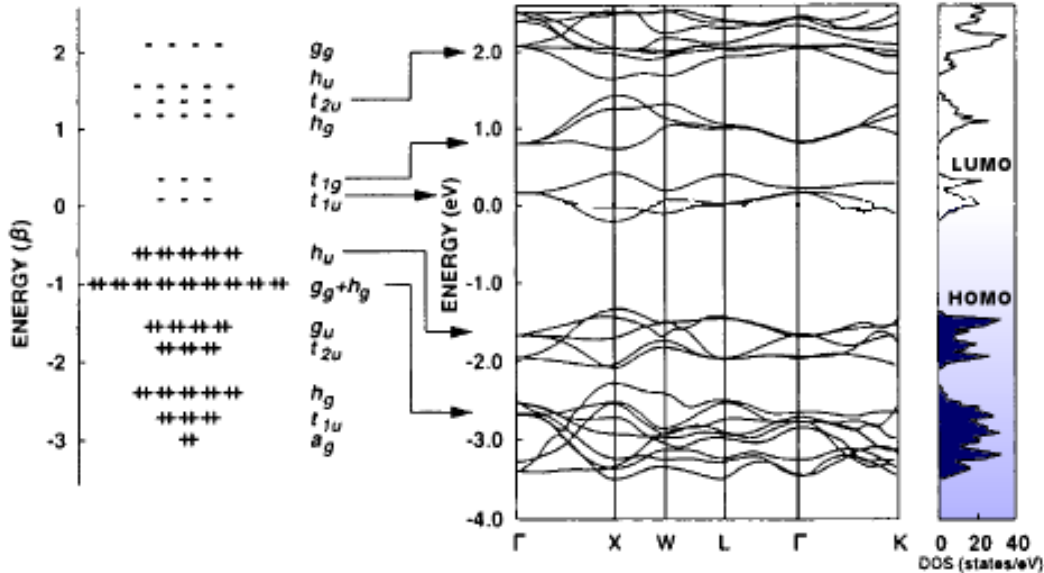 ENERGY (β)
2
1
0
-1
-2
-3
g_g
h_u
t_2u
h_g
t_1g
t_1u
h_u
g_g+h_g
g_u
t_2u
h_g
t_1u
a_g
ENERGY (eV)
2.0
1.0
0.0
-1.0
-2.0
-3.0
-4.0
Γ X W L Γ K
LUMO
HOMO
0 20 40
DOS (states/eV)